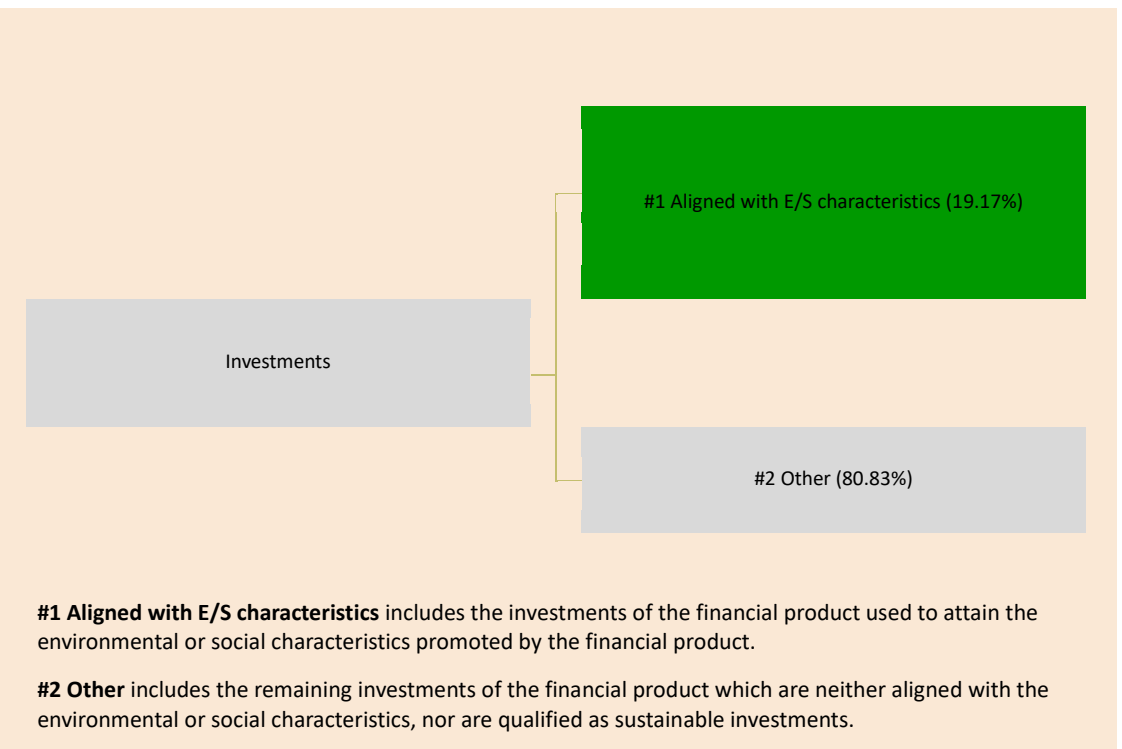 #1 Aligned with E/S characteristics (19.17%)
Investments
#2 Other (80.83%)
#1 Aligned with E/S characteristics includes the investments of the financial product used to attain the
environmental or social characteristics promoted by the financial product.
#2 Other includes the remaining investments of the financial product which are neither aligned with the
environmental or social characteristics, nor are qualified as sustainable investments.